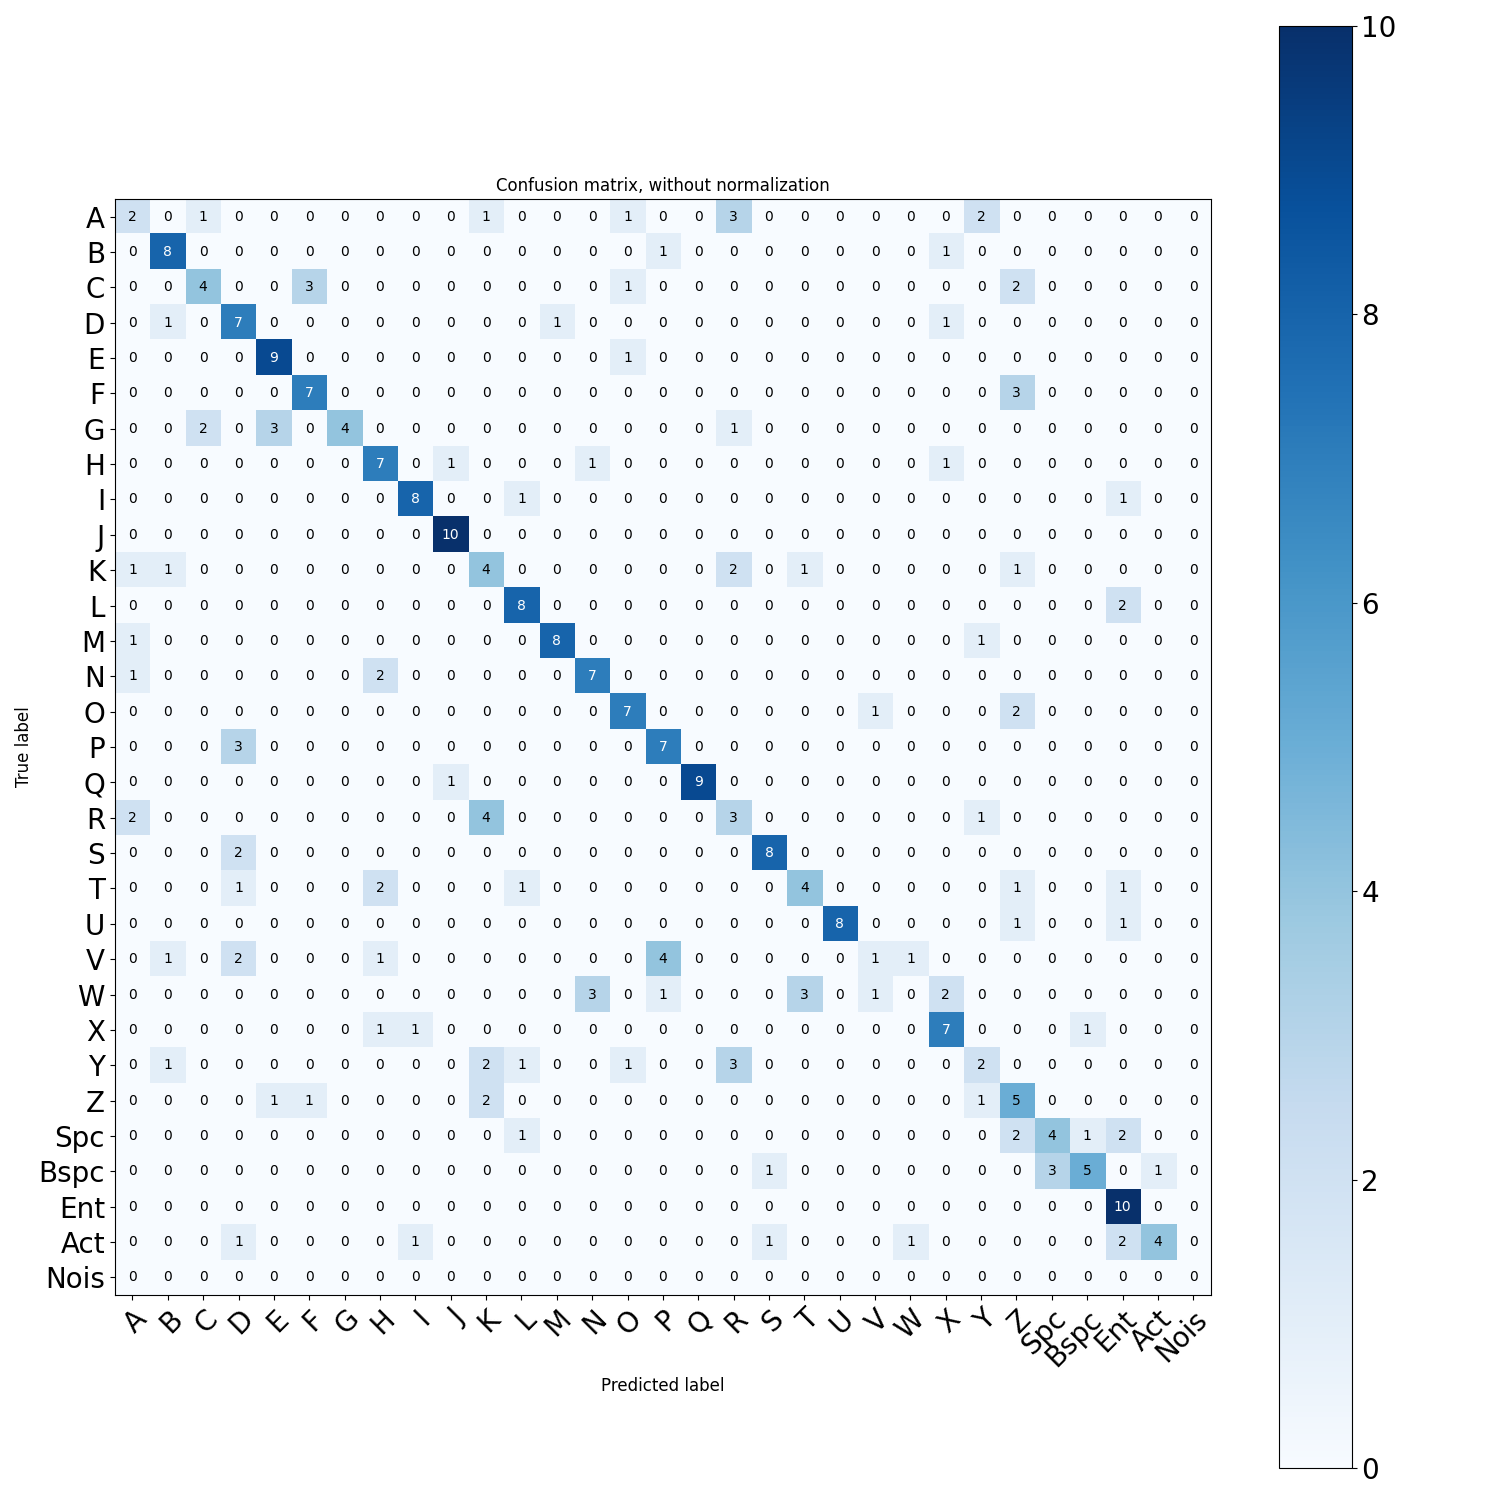 Confusion matrix, without normalization
A 2 0 1 0 0 0 0 0 0 0 1 0 0 0 1 0 0 3 0 0 0 0 0 0 2 0 0 0 0 0 0
B 0 8 0 0 0 0 0 0 0 0 0 0 0 0 0 1 0 0 0 0 0 0 0 1 0 0 0 0 0 0 0
C 0 0 4 0 0 3 0 0 0 0 0 0 0 0 1 0 0 0 0 0 0 0 0 0 0 2 0 0 0 0 0
D 0 1 0 7 0 0 0 0 0 0 0 0 1 0 0 0 0 0 0 0 0 0 0 1 0 0 0 0 0 0 0
E 0 0 0 0 9 0 0 0 0 0 0 0 0 0 1 0 0 0 0 0 0 0 0 0 0 0 0 0 0 0 0
F 0 0 0 0 0 7 0 0 0 0 0 0 0 0 0 0 0 0 0 0 0 0 0 0 0 3 0 0 0 0 0
G 0 0 2 0 3 0 4 0 0 0 0 0 0 0 0 0 0 1 0 0 0 0 0 0 0 0 0 0 0 0 0
H 0 0 0 0 0 0 0 7 0 1 0 0 0 1 0 0 0 0 0 0 0 0 0 1 0 0 0 0 0 0 0
I 0 0 0 0 0 0 0 0 8 0 0 1 0 0 0 0 0 0 0 0 0 0 0 0 0 0 0 0 1 0 0
J 0 0 0 0 0 0 0 0 0 10 0 0 0 0 0 0 0 0 0 0 0 0 0 0 0 0 0 0 0 0 0
K 1 1 0 0 0 0 0 0 0 0 4 0 0 0 0 0 0 2 0 1 0 0 0 0 0 1 0 0 0 0 0
L 0 0 0 0 0 0 0 0 0 0 0 8 0 0 0 0 0 0 0 0 0 0 0 0 0 0 0 0 2 0 0
M 1 0 0 0 0 0 0 0 0 0 0 0 8 0 0 0 0 0 0 0 0 0 0 0 1 0 0 0 0 0 0
N 1 0 0 0 0 0 0 2 0 0 0 0 0 7 0 0 0 0 0 0 0 0 0 0 0 0 0 0 0 0 0
O 0 0 0 0 0 0 0 0 0 0 0 0 0 0 7 0 0 0 0 0 0 1 0 0 0 2 0 0 0 0 0
P 0 0 0 3 0 0 0 0 0 0 0 0 0 0 0 7 0 0 0 0 0 0 0 0 0 0 0 0 0 0 0
Q 0 0 0 0 0 0 0 0 0 1 0 0 0 0 0 0 9 0 0 0 0 0 0 0 0 0 0 0 0 0 0
R 2 0 0 0 0 0 0 0 0 0 4 0 0 0 0 0 0 3 0 0 0 0 0 0 1 0 0 0 0 0 0
S 0 0 0 2 0 0 0 0 0 0 0 0 0 0 0 0 0 0 8 0 0 0 0 0 0 0 0 0 0 0 0
T 0 0 0 1 0 0 0 2 0 0 0 1 0 0 0 0 0 0 0 4 0 0 0 0 0 1 0 0 1 0 0
U 0 0 0 0 0 0 0 0 0 0 0 0 0 0 0 0 0 0 0 0 8 0 0 0 0 1 0 0 1 0 0
V 0 1 0 2 0 0 0 1 0 0 0 0 0 0 0 4 0 0 0 0 0 1 1 0 0 0 0 0 0 0 0
W 0 0 0 0 0 0 0 0 0 0 0 0 0 3 0 1 0 0 0 3 0 1 0 2 0 0 0 0 0 0 0
X 0 0 0 0 0 0 0 1 1 0 0 0 0 0 0 0 0 0 0 0 0 0 0 7 0 0 0 1 0 0 0
Y 0 1 0 0 0 0 0 0 0 0 2 1 0 0 1 0 0 3 0 0 0 0 0 0 2 0 0 0 0 0 0
Z 0 0 0 0 1 1 0 0 0 0 2 0 0 0 0 0 0 0 0 0 0 0 0 0 1 5 0 0 0 0 0
Spc 0 0 0 0 0 0 0 0 0 0 0 1 0 0 0 0 0 0 0 0 0 0 0 0 0 2 4 1 2 0 0
Bspc 0 0 0 0 0 0 0 0 0 0 0 0 0 0 0 0 0 0 1 0 0 0 0 0 0 0 3 5 0 1 0
Ent 0 0 0 0 0 0 0 0 0 0 0 0 0 0 0 0 0 0 0 0 0 0 0 0 0 0 0 0 10 0 0
Act 0 0 0 1 0 0 0 0 1 0 0 0 0 0 0 0 0 0 1 0 0 0 1 0 0 0 0 0 2 4 0
Nois 0 0 0 0 0 0 0 0 0 0 0 0 0 0 0 0 0 0 0 0 0 0 0 0 0 0 0 0 0 0 0
A B C D E F G H I J K L M N O P Q R S T U V W X Y Z Spc Bspc Ent Act Nois
Predicted label
True label
10
8
6
4
2
0